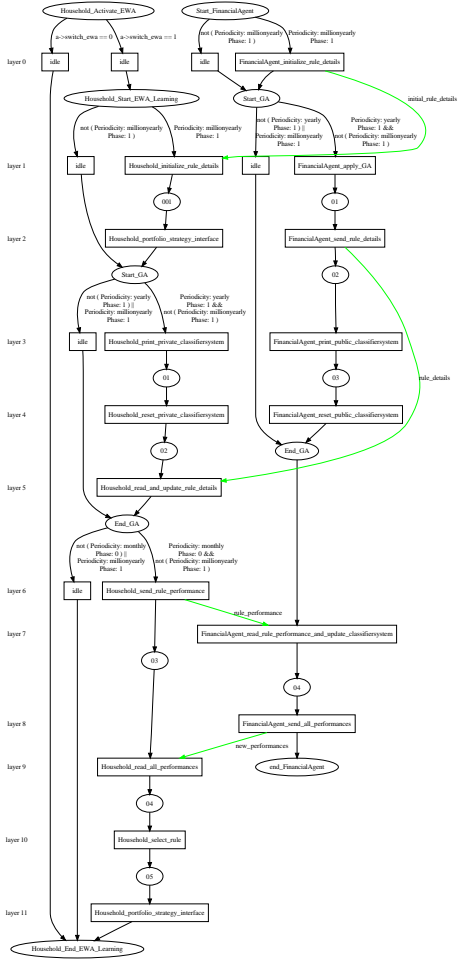 Household_Activate_EWA
Start_FinancialAgent
a->switch_ewa == 0
a->switch_ewa == 1
not ( Periodicity: millionyearly
Phase: 1 )
Periodicity: millionyearly
Phase: 1
layer 0
idle
idle
idle
FinancialAgent_initialize_rule_details
Household_Start_EWA_Learning
Start_GA
initial_rule_details
not ( Periodicity: millionyearly
Phase: 1 )
Periodicity: millionyearly
Phase: 1
not ( Periodicity: yearly
Phase: 1 ) ||
Periodicity: millionyearly
Phase: 1
Periodicity: yearly
Phase: 1 &&
not ( Periodicity: millionyearly
Phase: 1 )
layer 1
idle
Household_initialize_rule_details
idle
FinancialAgent_apply_GA
001
01
layer 2
Household_portfolio_strategy_interface
FinancialAgent_send_rule_details
Start_GA
02
not ( Periodicity: yearly
Phase: 1 ) ||
Periodicity: millionyearly
Phase: 1
Periodicity: yearly
Phase: 1 &&
not ( Periodicity: millionyearly
Phase: 1 )
layer 3
idle
Household_print_private_classifiersystem
FinancialAgent_print_public_classifiersystem
01
03
rule_details
layer 4
Household_reset_private_classifiersystem
FinancialAgent_reset_public_classifiersystem
02
End_GA
layer 5
Household_read_and_update_rule_details
End_GA
not ( Periodicity: monthly
Phase: 0 ) ||
Periodicity: millionyearly
Phase: 1
Periodicity: monthly
Phase: 0 &&
not ( Periodicity: millionyearly
Phase: 1 )
layer 6
idle
Household_send_rule_performance
rule_performance
layer 7
FinancialAgent_read_rule_performance_and_update_classifiersystem
03
04
layer 8
FinancialAgent_send_all_performances
new_performances
layer 9
Household_read_all_performances
end_FinancialAgent
04
layer 10
Household_select_rule
05
layer 11
Household_portfolio_strategy_interface
Household_End_EWA_Learning